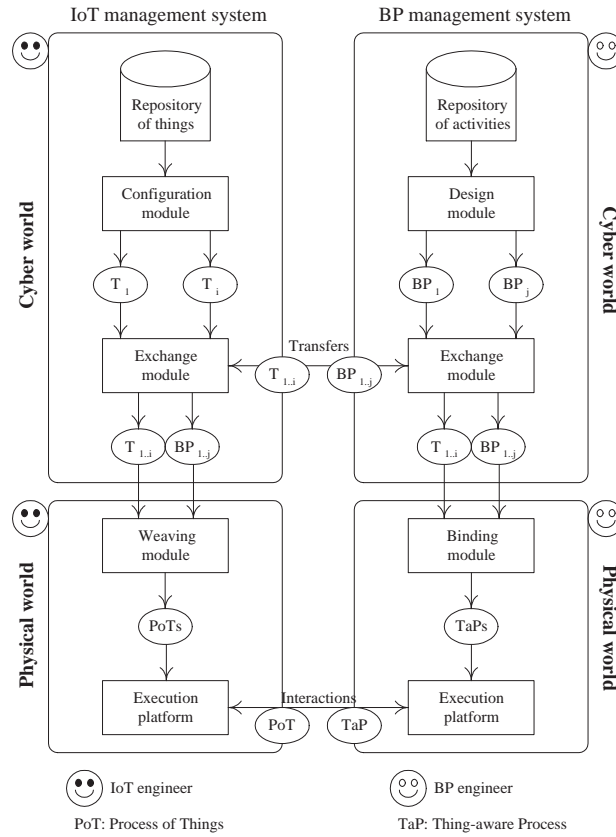 IoT management system
BP management system
Repository
of things
Repository
of activities
Configuration
module
Design
module
Cyber world
Cyber world
T 1
T i
BP 1
BP j
Transfers
Exchange
module
T 1..i
BP 1..j
Exchange
module
T 1..i
BP 1..j
T 1..i
BP 1..j
Weaving
module
Binding
module
Physical world
Physical world
PoTs
TaPs
Interactions
Execution
platform
PoT
TaP
Execution
platform
IoT engineer
BP engineer
PoT: Process of Things
TaP: Thing-aware Process